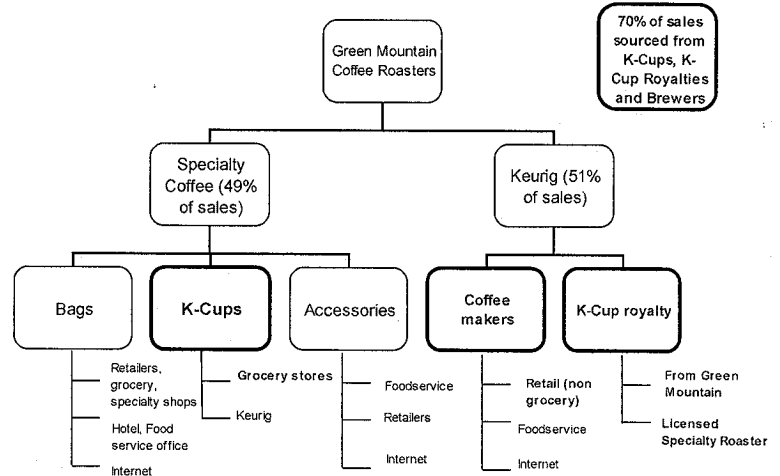 Green Mountain
Coffee Roasters
70% of sales
sourced from
K-Cups, K-
Cup Royalties
and Brewers
Specialty
Coffee (49%
of sales)
Keurig (51%
of sales)
Bags
K-Cups
Accessories
Coffee
makers
K-Cup royalty
Retailers,
grocery,
specialty shops
Hotel, Food
service office
Internet
Grocery stores
Keurig
Foodservice
Retailers
Internet
Retail (non
grocery)
Foodservice
Internet
From Green
Mountain
Licensed
Specialty Roaster